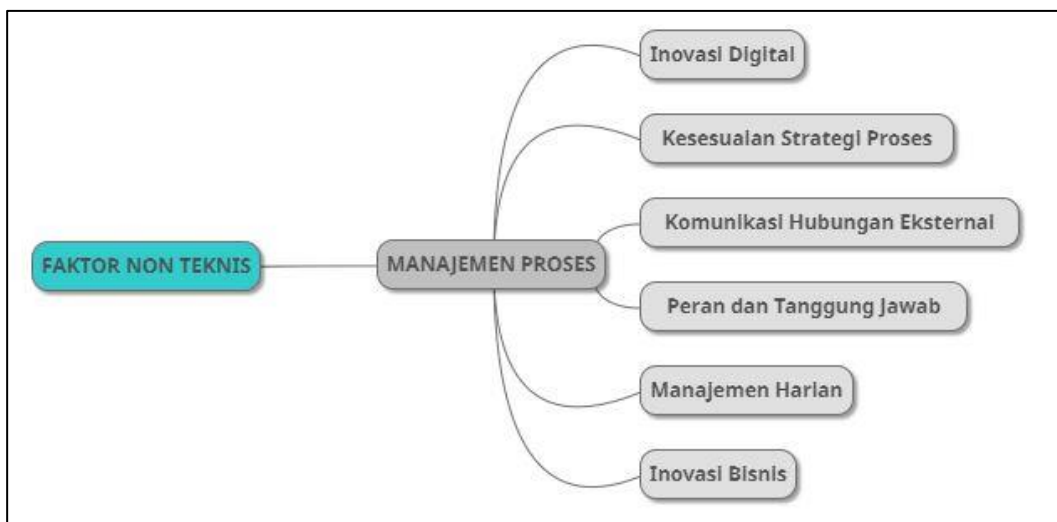 Inovasi Digital
Kesesuaian Strategi Proses
Komunikasi Hubungan Eksternal
FAKTOR NON TEKNIS
MANAJEMEN PROSES
Peran dan Tanggung Jawab
Manajemen Harian
Inovasi Bisnis